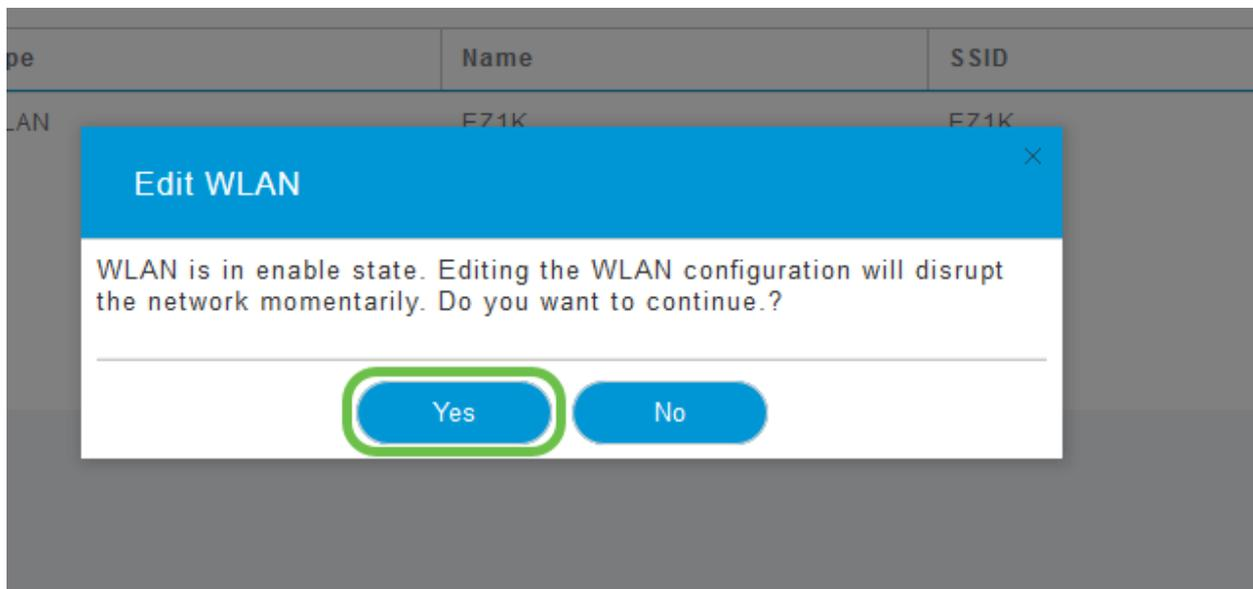 pe Name SSID
LAN EZ1K EZ1K
Edit WLAN
WLAN is in enable state. Editing the WLAN configuration will disrupt
the network momentarily. Do you want to continue.?
Yes No